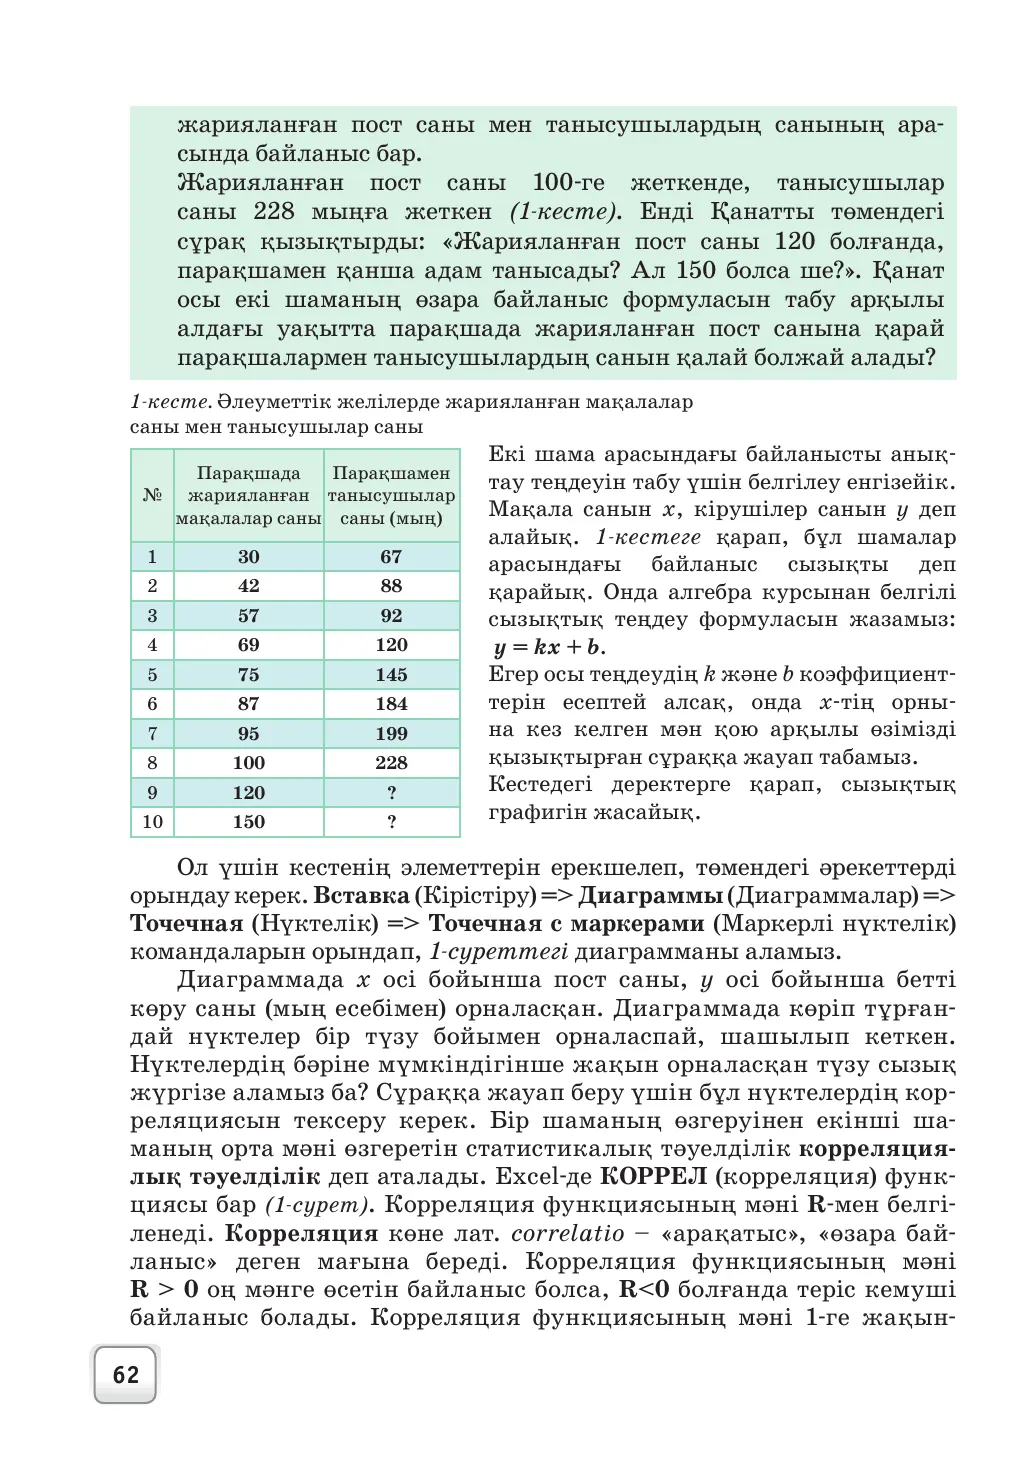 жарияланған пост саны мен танысушылардың санының ара-
сында байланыс бар.
Жарияланған пост саны 100-ге жеткенде, танысушылар
саны 228 мыңға жеткен (1-кесте). Енді Қанатты төмендегі
сұрақ қызықтырды: «Жарияланған пост саны 120 болғанда,
парақшамен қанша адам танысады? Ал 150 болса ше?». Қанат
осы екі шаманың өзара байланыс формуласын табу арқылы
алдағы уақытта парақшада жарияланған пост санына қарай
парақшалармен танысушылардың санын қалай болжай алады?
1-кесте. Әлеуметтік желілерде жарияланған мақалалар
саны мен танысушылар саны
№ Парақшада жарияланған мақалалар саны Парақшамен танысушылар саны (мың)
1 30 67
2 42 88
3 57 92
4 69 120
5 75 145
6 87 184
7 95 199
8 100 228
9 120 ?
10 150 ?
Екі шама арасындағы байланысты анық-
тау теңдеуін табу үшін белгілеу енгізейік.
Мақала санын x, кірушілер санын y деп
алайық. 1-кестеге қарап, бұл шамалар
арасындағы байланыс сызықты деп
қарайық. Онда алгебра курсынан белгілі
сызықтық теңдеу формуласын жазамыз:
y = kx + b.
Егер осы теңдеудің k және b коэффициент-
терін есептей алсақ, онда x-тің орны-
на кез келген мән қою арқылы өзімізді
қызықтырған сұраққа жауап табамыз.
Кестедегі деректерге қарап, сызықтық
графигін жасайық.
Ол үшін кестенің элеметтерін ерекшелеп, төмендегі әрекеттерді
орындау керек. Вставка (Кірістіру) => Диаграммы (Диаграммалар) =>
Точечная (Нүктелік) => Точечная с маркерами (Маркерлі нүктелік)
командаларын орындап, 1-суреттегі диаграмманы аламыз.
Диаграммада x осі бойынша пост саны, y осі бойынша бетті
көру саны (мың есебімен) орналасқан. Диаграммада көріп тұрған-
дай нүктелер бір түзу бойымен орналаспай, шашылып кеткен.
Нүктелердің бәріне мүмкіндігінше жақын орналасқан түзу сызық
жүргізе аламыз ба? Сұраққа жауап беру үшін бұл нүктелердің кор-
реляциясын тексеру керек. Бір шаманың өзгеруінен екінші ша-
маның орта мәні өзгеретін статистикалық тәуелділік корреляция-
лық тәуелділік деп аталады. Excel-де КОРРЕЛ (корреляция) функ-
циясы бар (1-сурет). Корреляция функциясының мәні R-мен белгі-
ленеді. Корреляция көне лат. correlatio – «арақатыс», «өзара бай-
ланыс» деген мағына береді. Корреляция функциясының мәні
R > 0 оң мәнге өсетін байланыс болса, R<0 болғанда теріс кемуші
байланыс болады. Корреляция функциясының мәні 1-ге жақын-
62